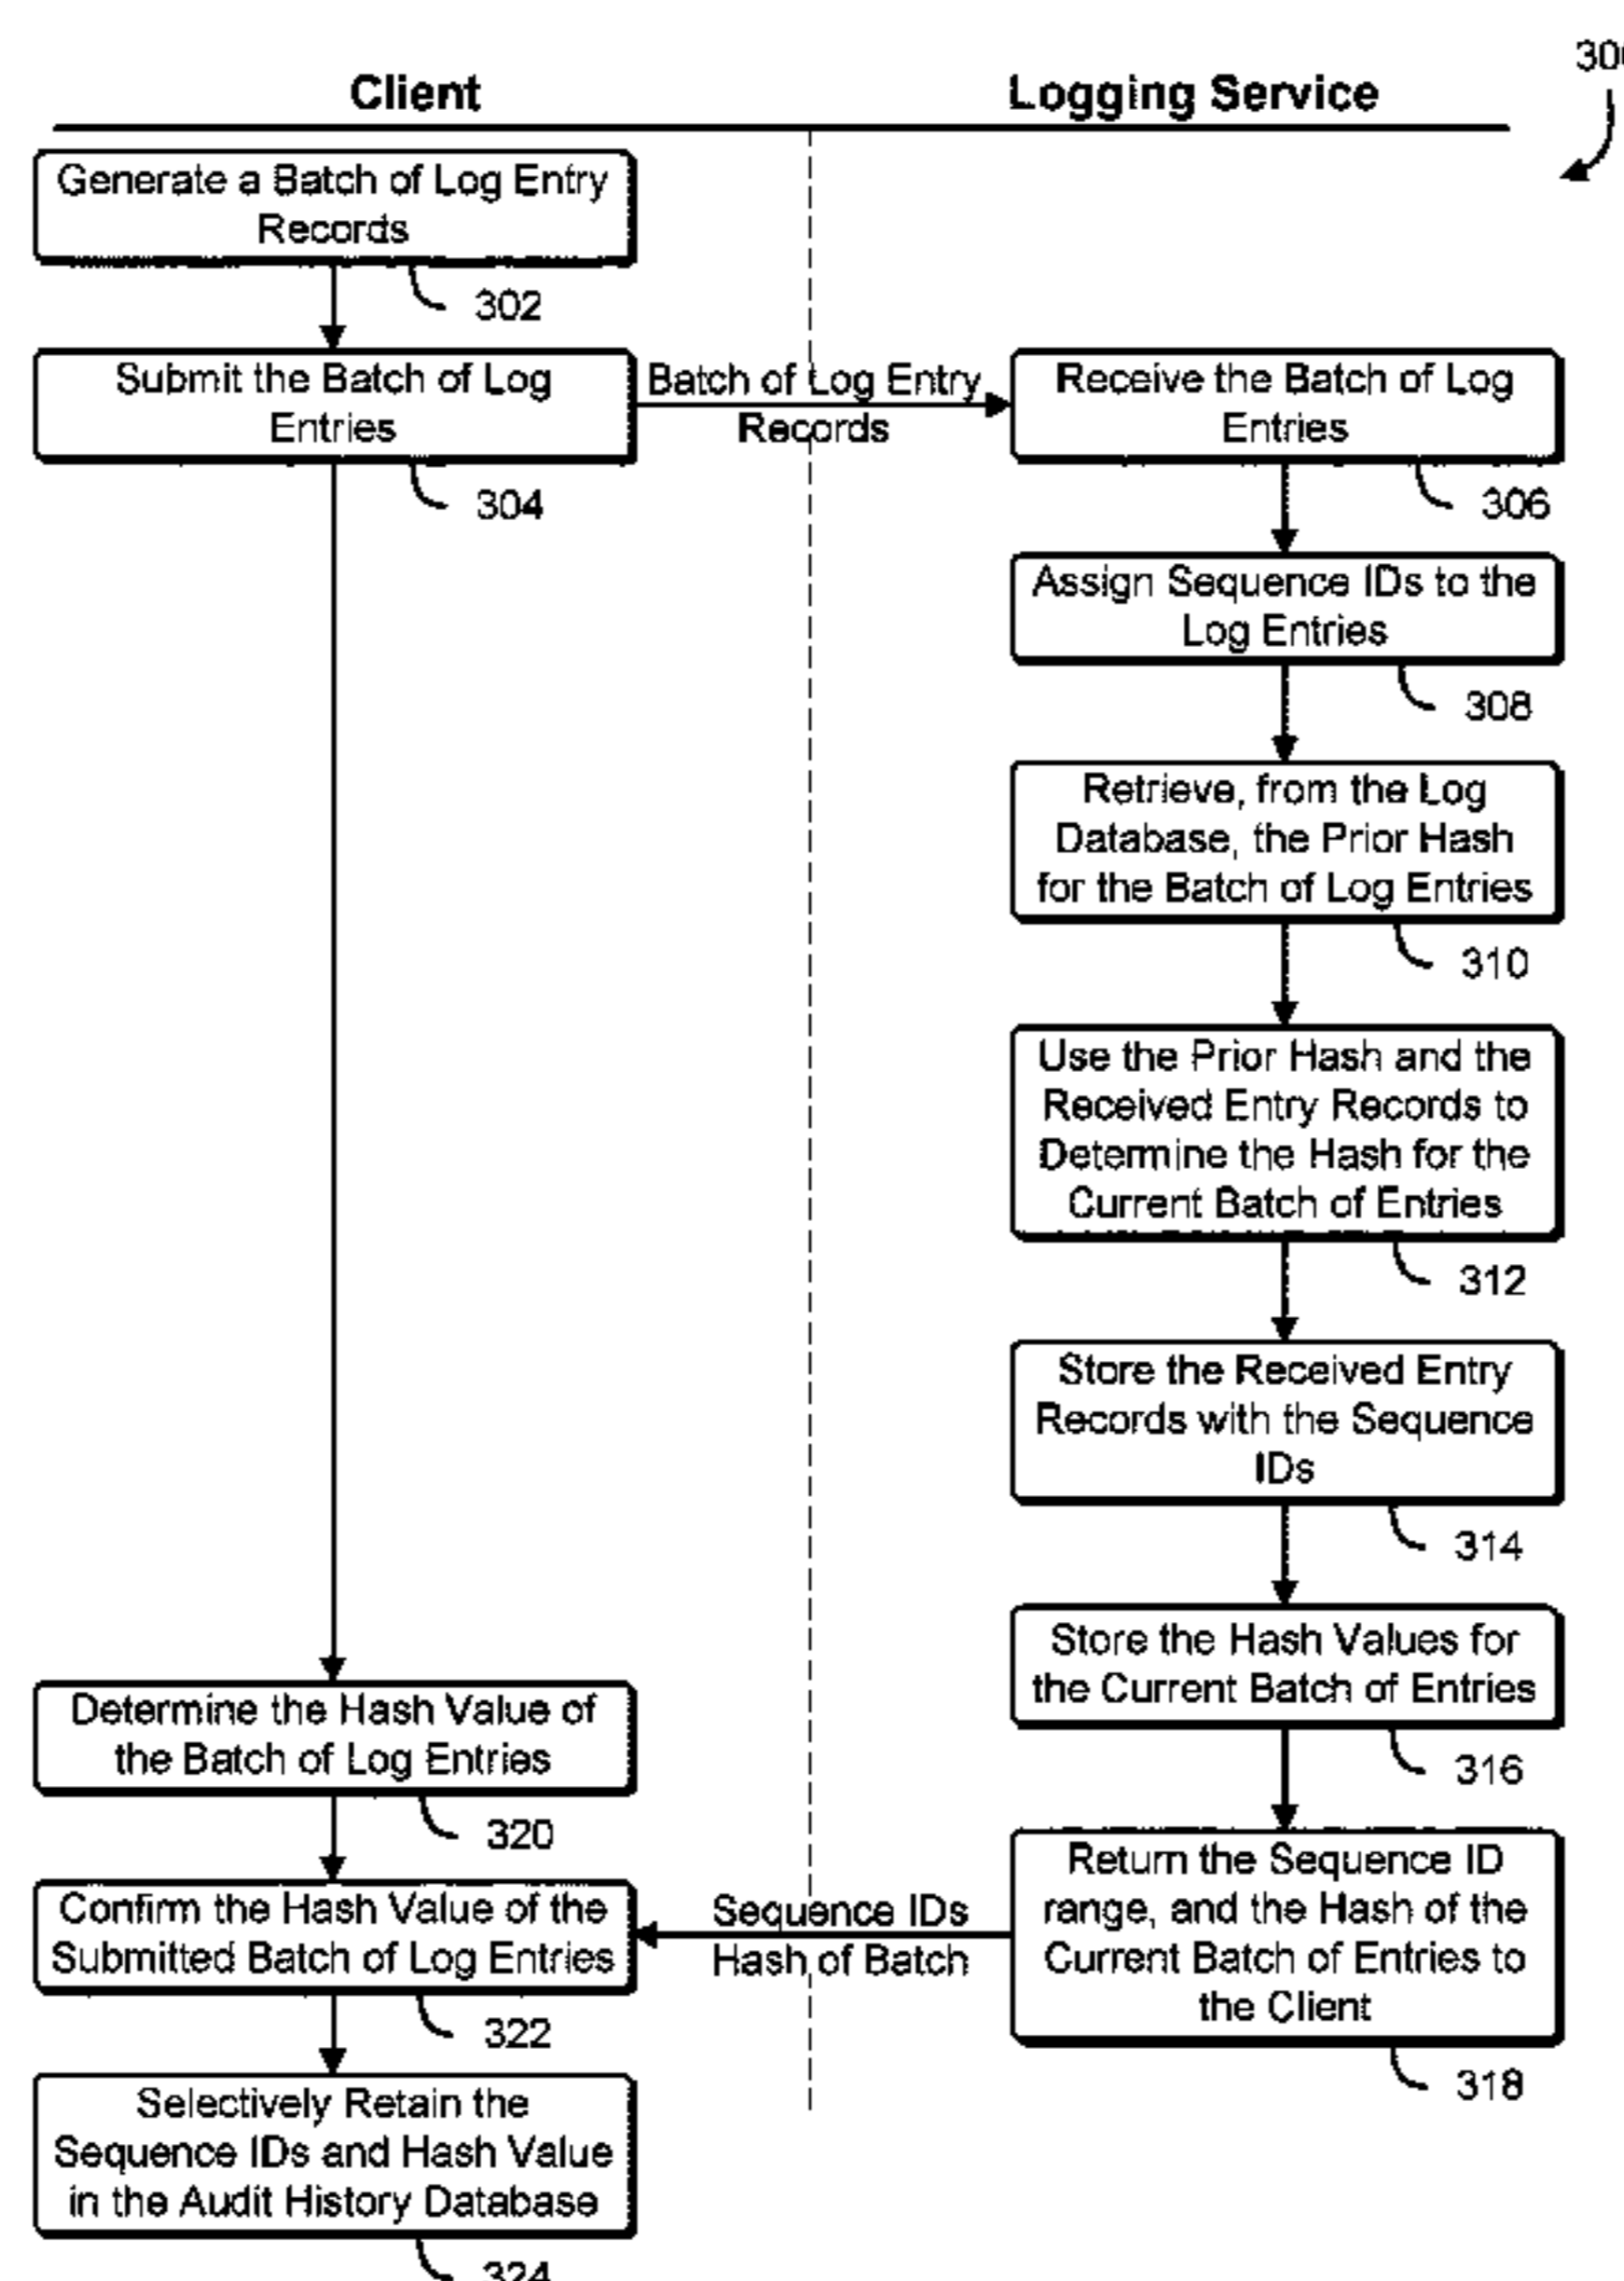 Client
Logging Service
Generate a Batch of Log Entry
Records
302
Submit the Batch of Log
Entries
304
Batch of Log Entry
Records
Receive the Batch of Log
Entries
306
Assign Sequence IDs to the
Log Entries
308
Retrieve, from the Log
Database, the Prior Hash
for the Batch of Log Entries
310
Use the Prior Hash and the
Received Entry Records to
Determine the Hash for the
Current Batch of Entries
312
Store the Received Entry
Records with the Sequence
IDs
314
Store the Hash Values for
the Current Batch of Entries
316
Return the Sequence ID
range, and the Hash of the
Current Batch of Entries to
the Client
318
Sequence IDs
Hash of Batch
Determine the Hash Value of
the Batch of Log Entries
320
Confirm the Hash Value of the
Submitted Batch of Log Entries
322
Selectively Retain the
Sequence IDs and Hash Value
in the Audit History Database
324